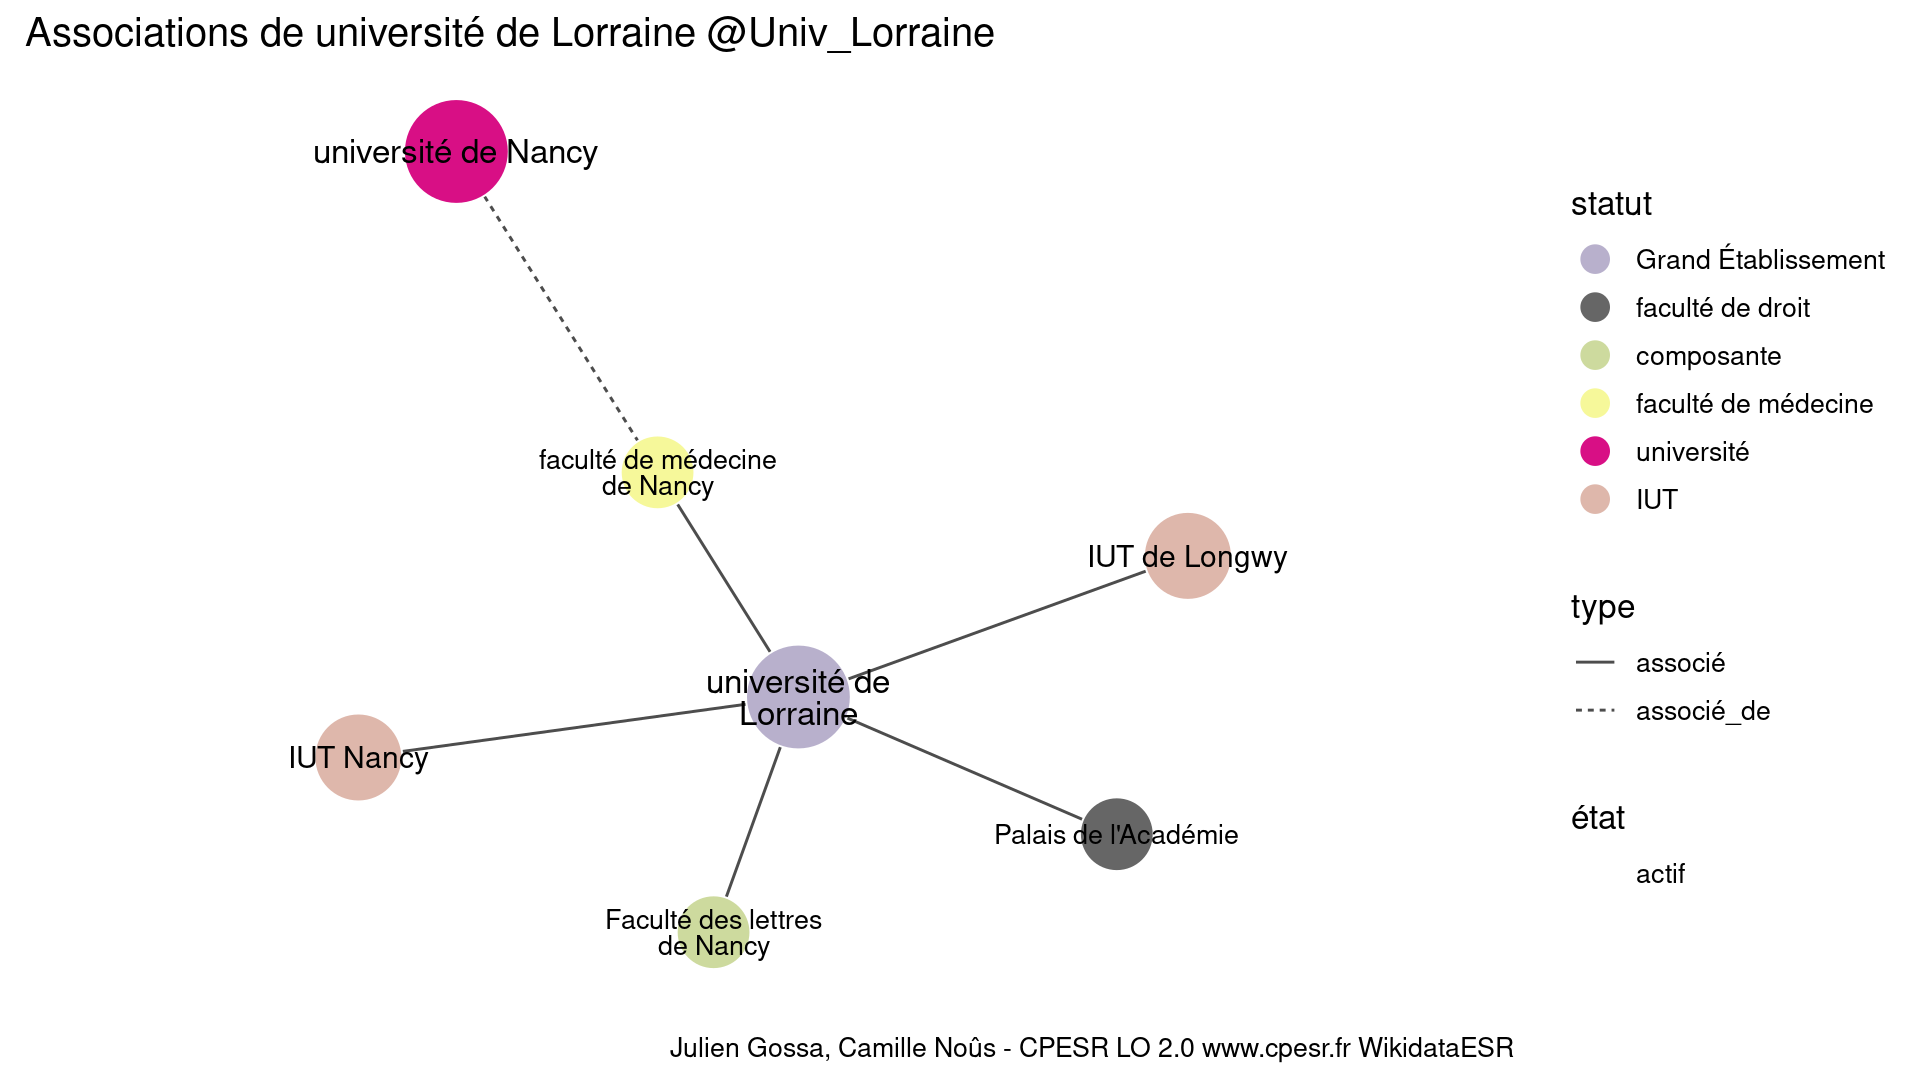 Associations de université de Lorraine @Univ_Lorraine
université de Nancy
faculté de médecine
de Nancy
IUT de Longwy
université de
Lorraine
IUT Nancy
Palais de l'Académie
Faculté des lettres
de Nancy
statut
Grand Établissement
faculté de droit
composante
faculté de médecine
université
IUT
type
associé
associé_de
état
actif
Julien Gossa, Camille Noûs - CPESR LO 2.0 www.cpesr.fr WikidataESR